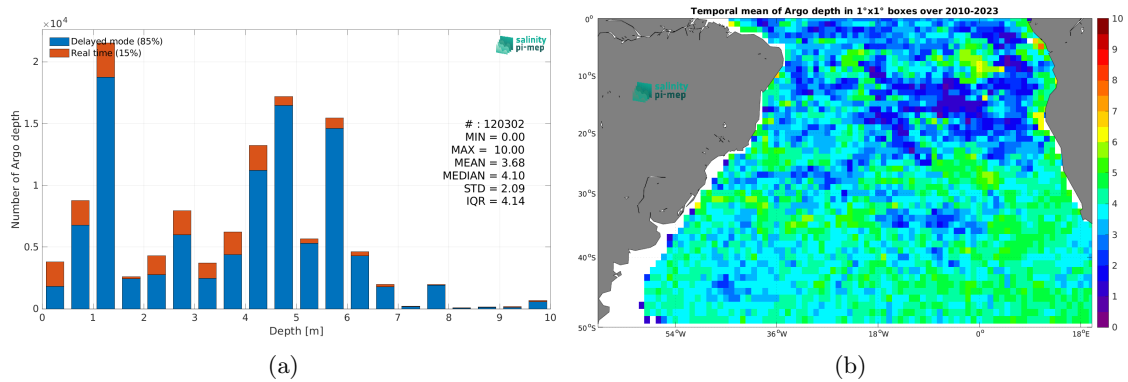 ×10⁴
Delayed mode (85%)
Real time (15%)
salinity
pi-mep
2
1.5
1
0.5
0
Number of Argo depth
# : 120302
MIN = 0.00
MAX = 10.00
MEAN = 3.68
MEDIAN = 4.10
STD = 2.09
IQR = 4.14
0 1 2 3 4 5 6 7 8 9 10
Depth [m]
(a)
Temporal mean of Argo depth in 1°x1° boxes over 2010-2023
salinity
pi-mep
0°
10°S
20°S
30°S
40°S
50°S
54°W 36°W 18°W 0° 18°E
10
9
8
7
6
5
4
3
2
1
0
(b)